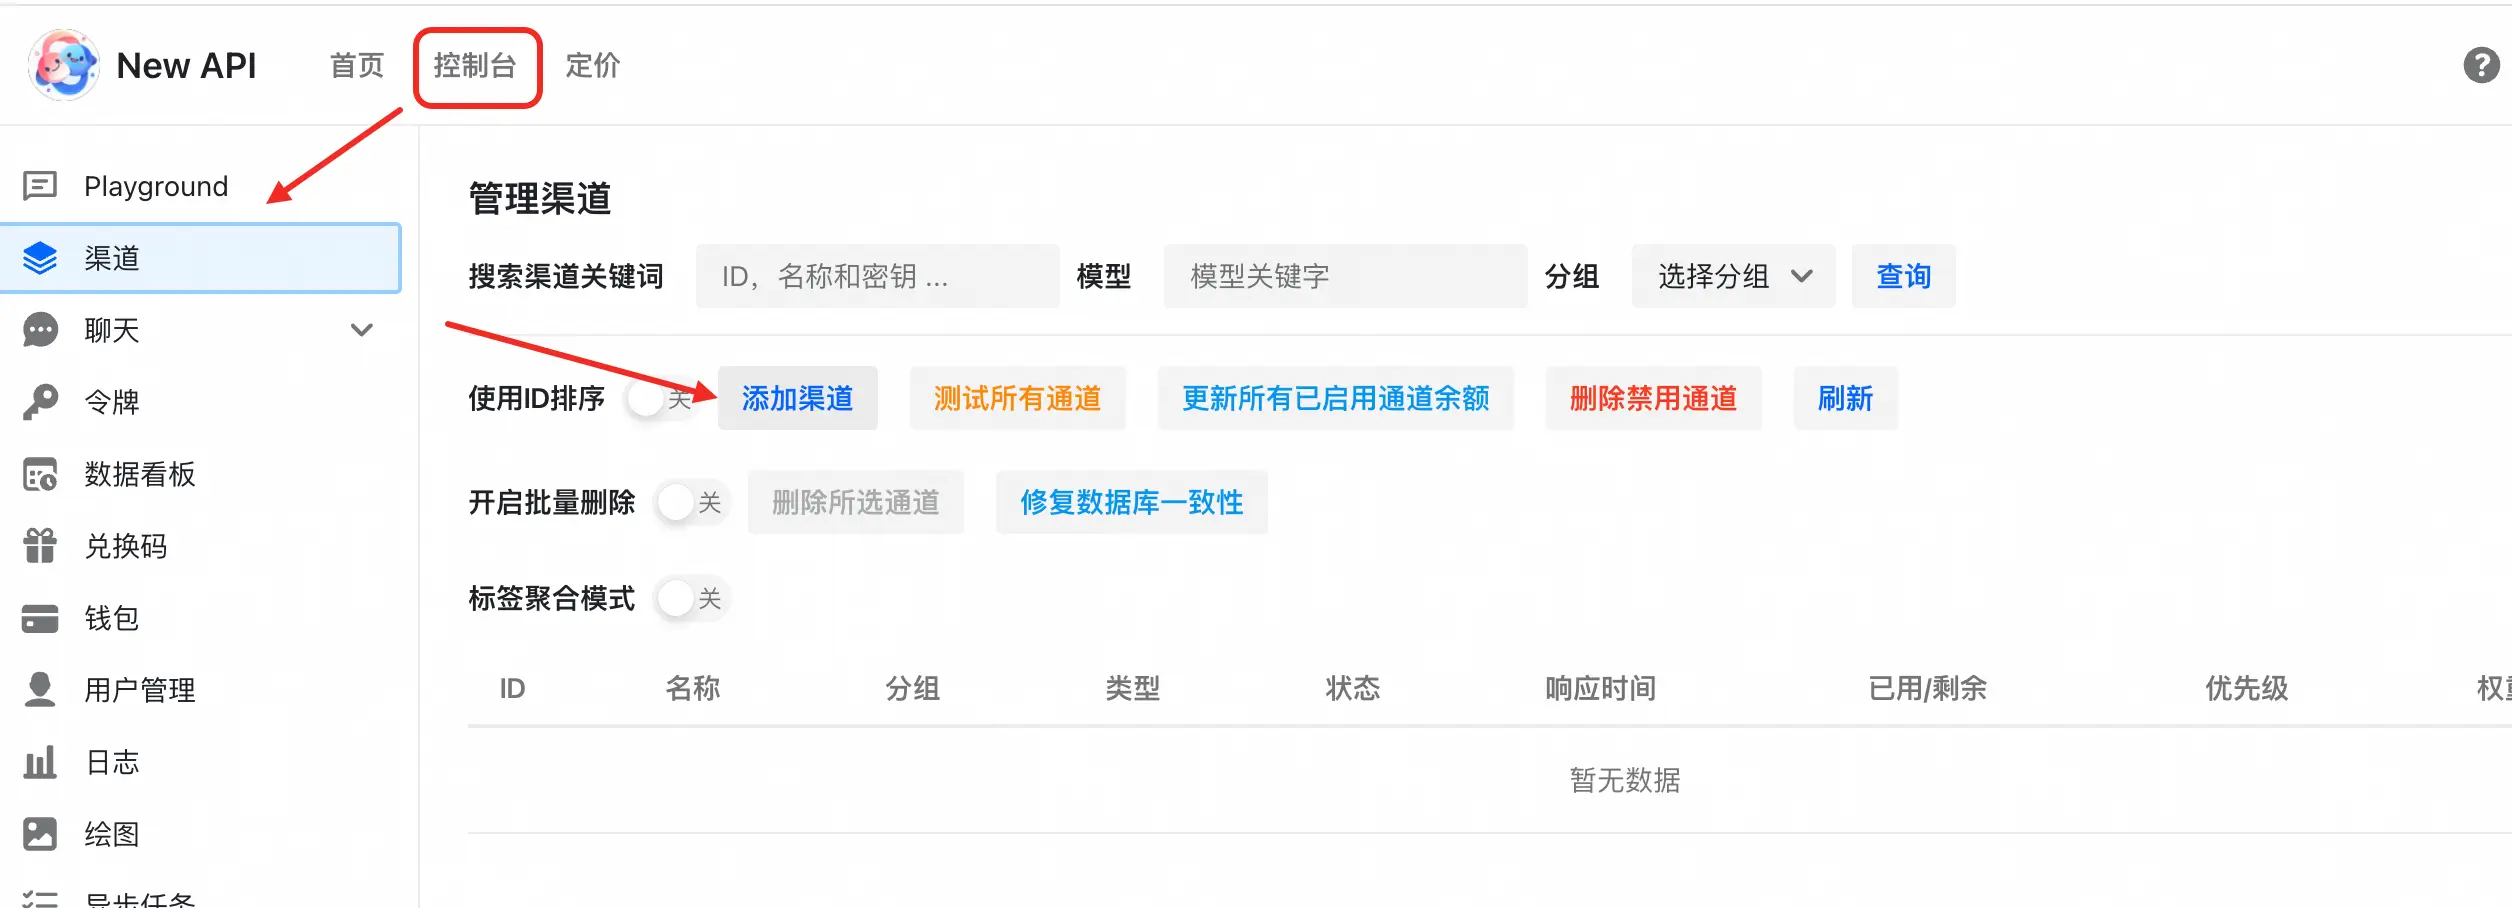 New API 首页 控制台 定价
Playground
渠道
聊天
令牌
数据看板
兑换码
钱包
用户管理
日志
绘图
异步任务
管理渠道
搜索渠道关键词 ID，名称和密钥 ... 模型 模型关键字 分组 选择分组 查询
使用ID排序 关 添加渠道 测试所有通道 更新所有已启用通道余额 删除禁用通道 刷新
开启批量删除 关 删除所选通道 修复数据库一致性
标签聚合模式 关
ID 名称 分组 类型 状态 响应时间 已用/剩余 优先级 权
暂无数据